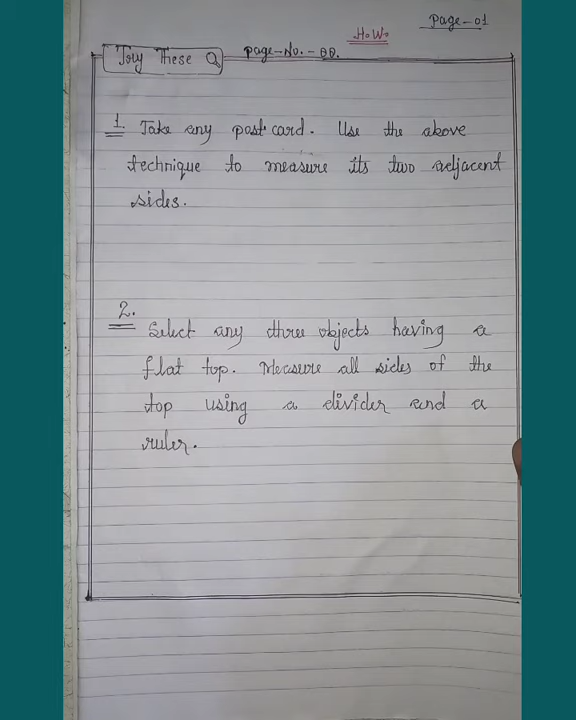 Page-01
H.W.
Try These Q
page-No.-88.
1. Take any post card. Use the above
technique to measure its two adjacent
sides.
2.
Select any three objects having a
flat top. Measure all sides of the
top using a divider and a
ruler.